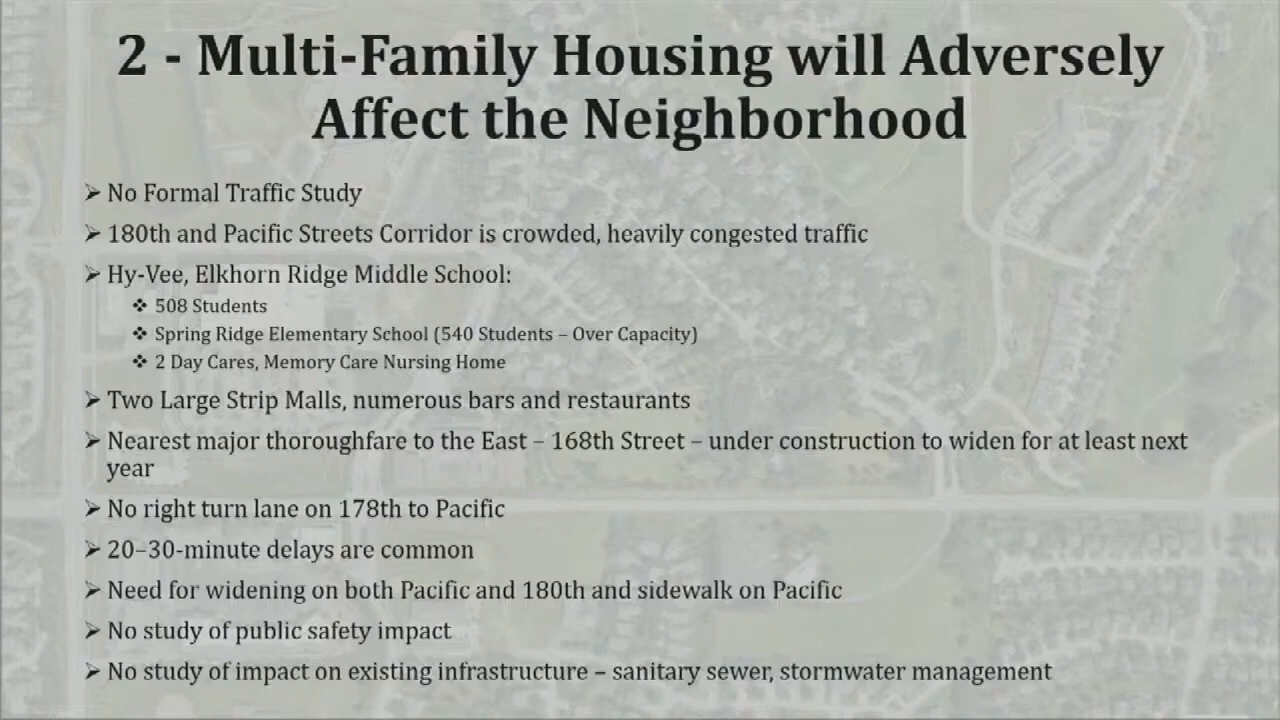 2 - Multi-Family Housing will Adversely
Affect the Neighborhood
➢ No Formal Traffic Study
➢ 180th and Pacific Streets Corridor is crowded, heavily congested traffic
➢ Hy-Vee, Elkhorn Ridge Middle School:
❖ 508 Students
❖ Spring Ridge Elementary School (540 Students – Over Capacity)
❖ 2 Day Cares, Memory Care Nursing Home
➢ Two Large Strip Malls, numerous bars and restaurants
➢ Nearest major thoroughfare to the East – 168th Street – under construction to widen for at least next
year
➢ No right turn lane on 178th to Pacific
➢ 20–30-minute delays are common
➢ Need for widening on both Pacific and 180th and sidewalk on Pacific
➢ No study of public safety impact
➢ No study of impact on existing infrastructure – sanitary sewer, stormwater management